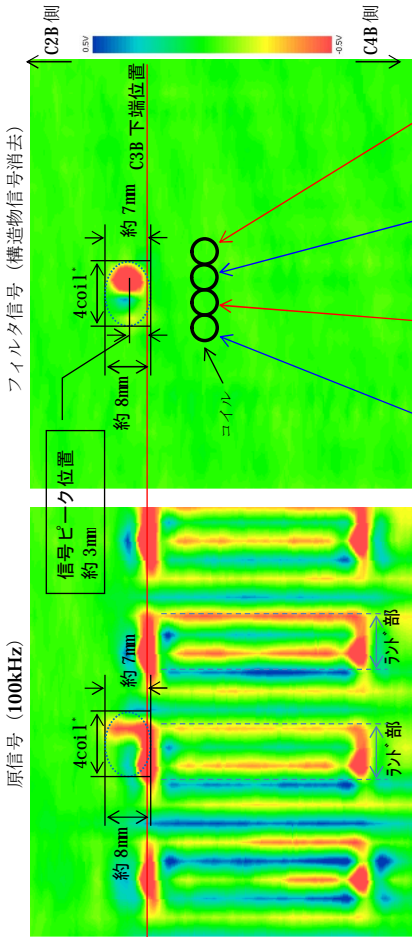 フィルタ信号（構造物信号消去）
C2B 側
0.5V
-0.5V
C4B 側
C3B 下端位置
約 7mm
4coil°
約 8mm
コイル
信号ピーク位置
約 3mm
原信号（100kHz）
約 7mm
4coil°
約 8mm
ランド部
ランド部